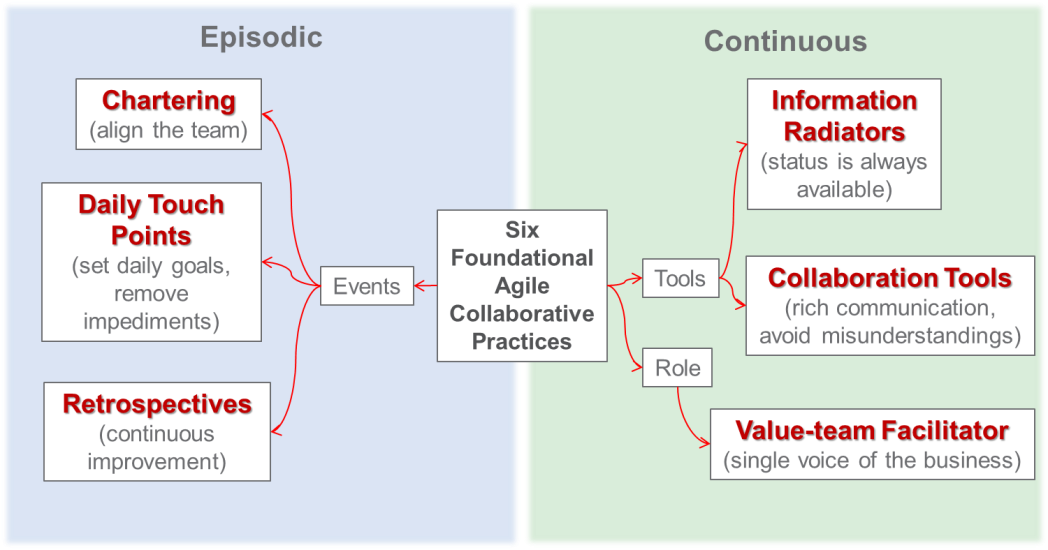 Episodic
Chartering
(align the team)
Daily Touch
Points
(set daily goals,
remove
impediments)
Retrospectives
(continuous
improvement)
Events
Six
Foundational
Agile
Collaborative
Practices
Continuous
Tools
Role
Information
Radiators
(status is always
available)
Collaboration Tools
(rich communication,
avoid misunderstandings)
Value-team Facilitator
(single voice of the business)